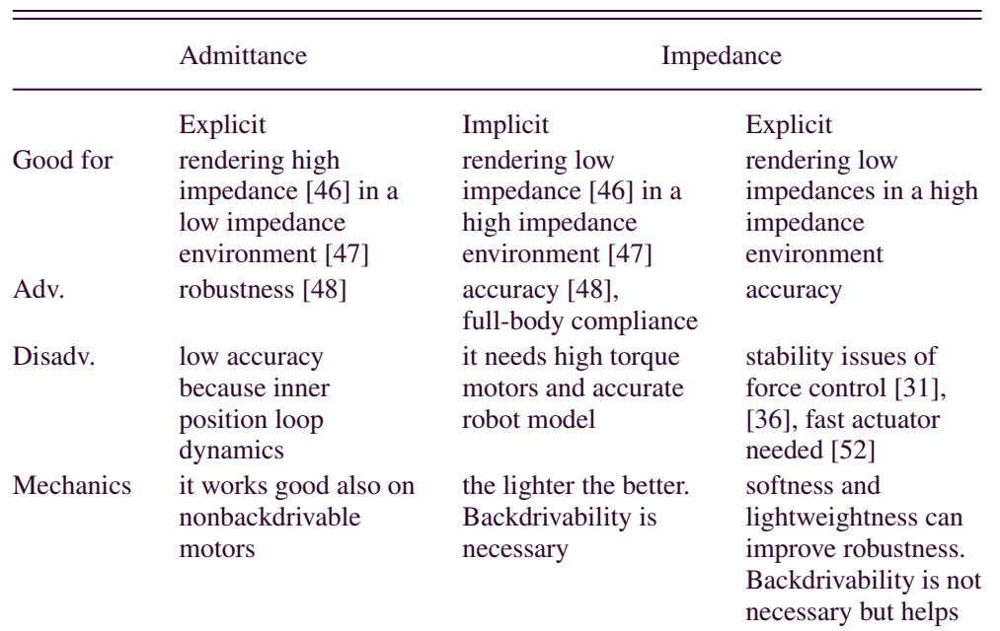 Admittance Impedance
Explicit Implicit Explicit
Good for rendering high rendering low rendering low
impedance [46] in a impedance [46] in a impedances in a high
low impedance high impedance impedance
environment [47] environment [47] environment
Adv. robustness [48] accuracy [48], accuracy
full-body compliance
Disadv. low accuracy it needs high torque stability issues of
because inner motors and accurate force control [31],
position loop robot model [36], fast actuator
dynamics needed [52]
Mechanics it works good also on the lighter the better. softness and
nonbackdrivable Backdrivability is lightweightness can
motors necessary improve robustness.
Backdrivability is not
necessary but helps